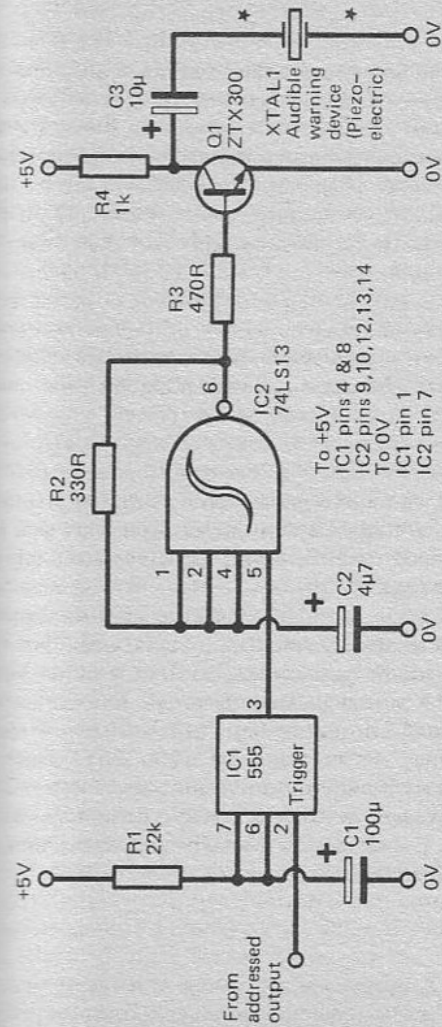 +5V
R1
22k
7
6
2
IC1
555
Trigger
3
From
addressed
output
+
C1
100µ
0V
R2
330R
1
2
4
5
6
IC2
74LS13
+
C2
4µ7
0V
To +5V
IC1 pins 4 & 8
IC2 pins 9,10,12,13,14
To 0V
IC1 pin 1
IC2 pin 7
R3
470R
+5V
R4
1k
+
C3
10µ
Q1
ZTX300
0V
*
XTAL1
Audible
warning
device
(Piezo-
electric)
*
0V